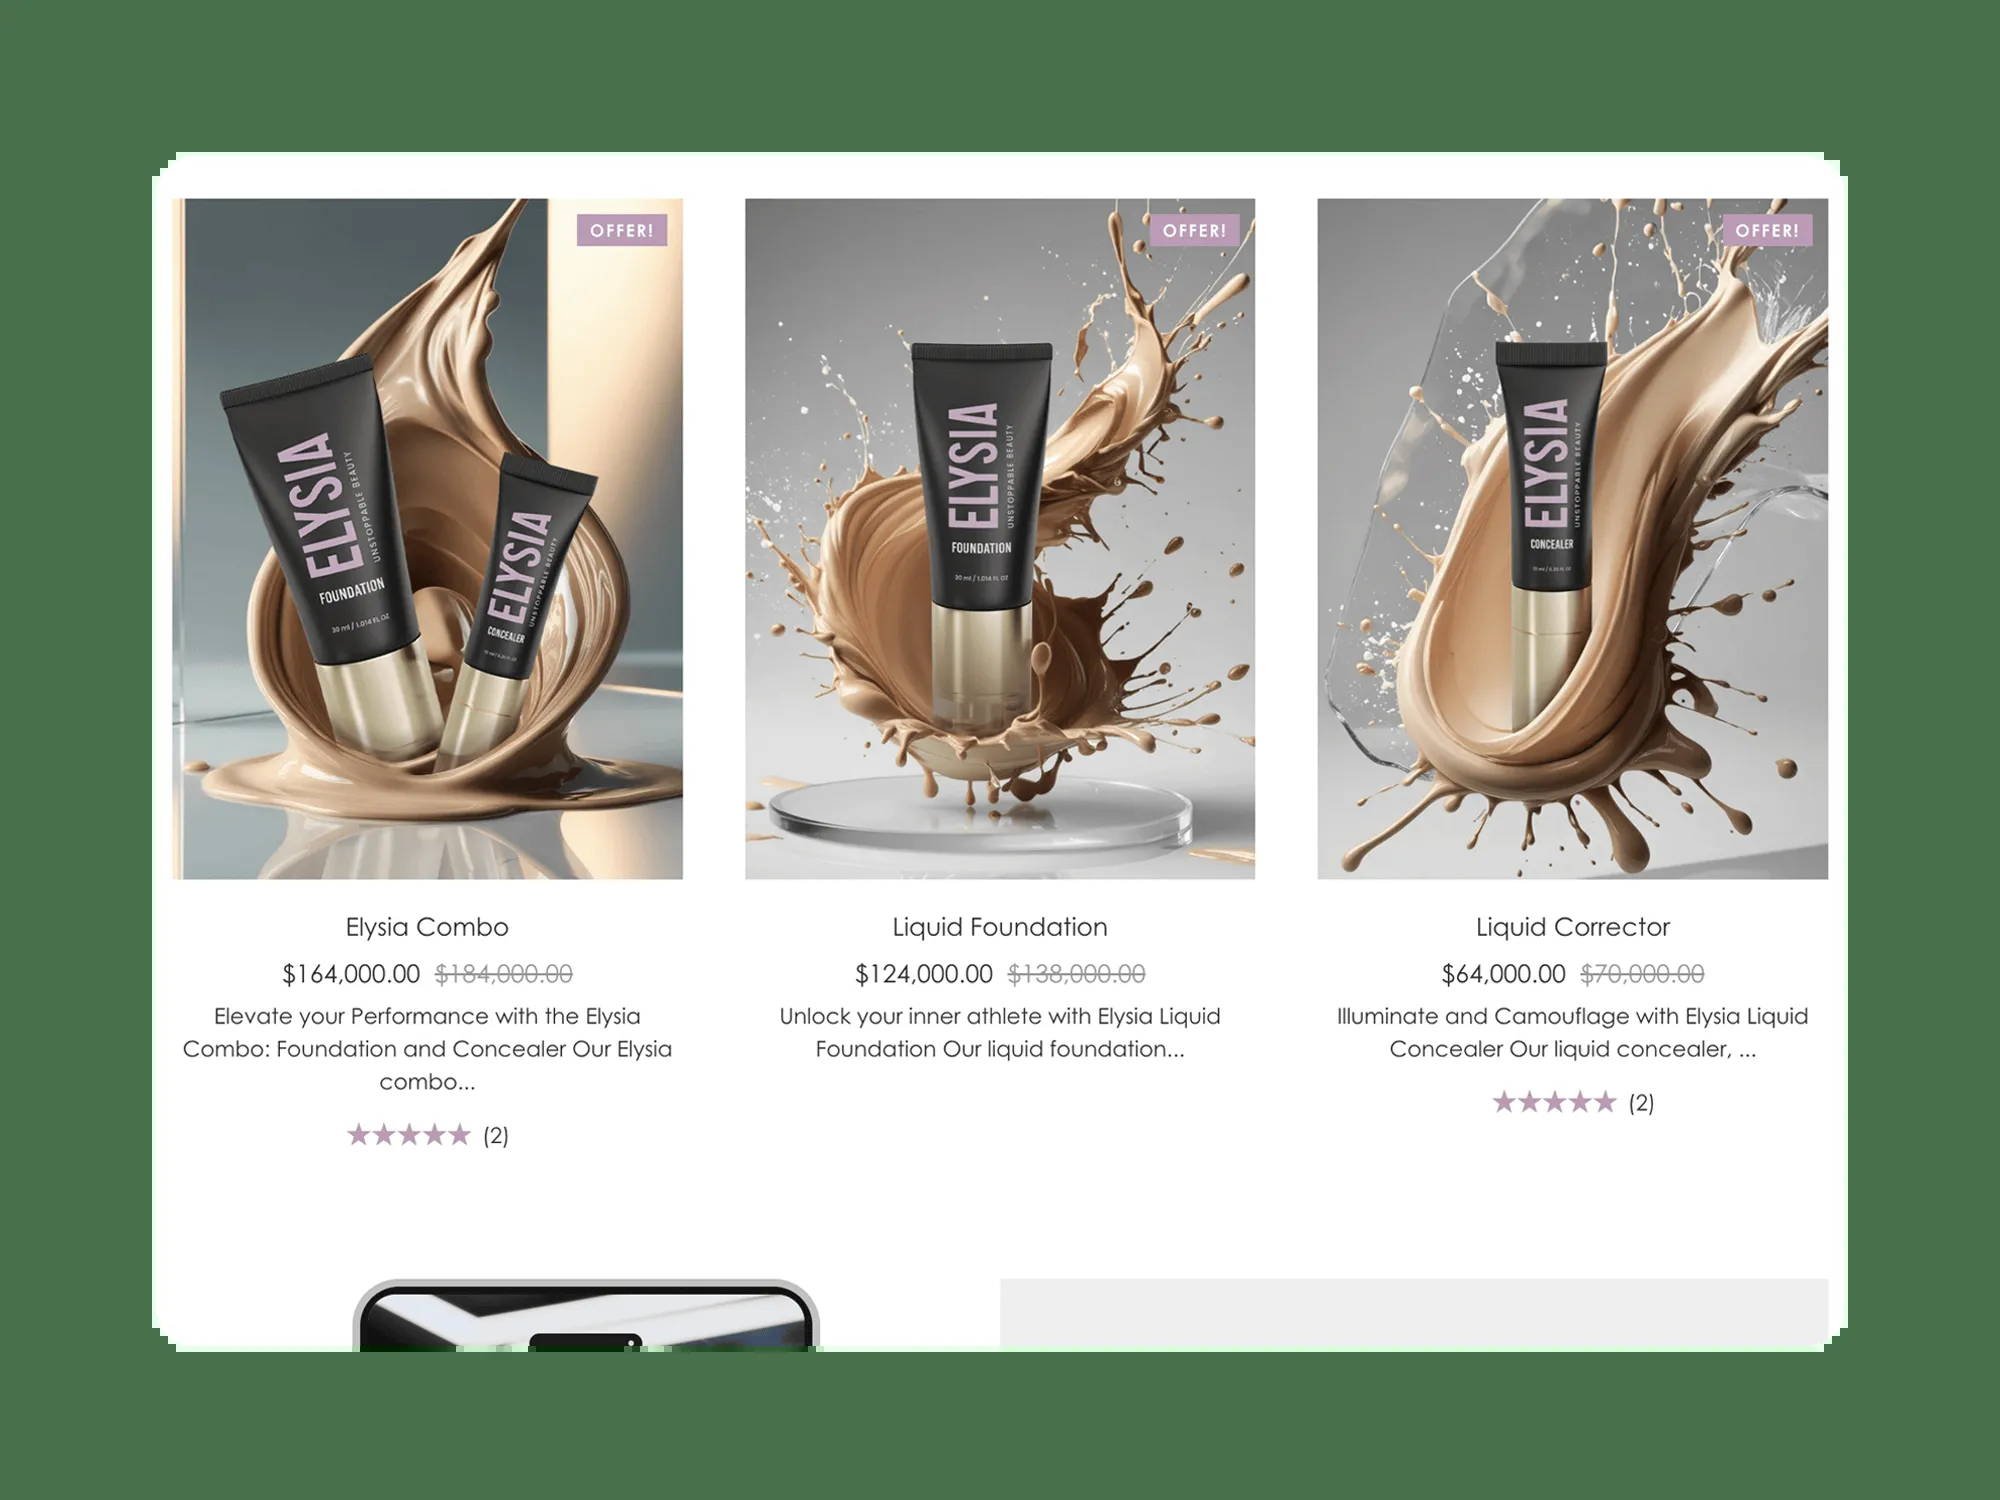 OFFER!
ELYSIA
UNSTOPPABLE BEAUTY
FOUNDATION
30 ml / 1.014 FL OZ
ELYSIA
UNSTOPPABLE BEAUTY
CONCEALER
OFFER!
ELYSIA
UNSTOPPABLE BEAUTY
FOUNDATION
30 ml / 1.014 FL OZ
OFFER!
ELYSIA
UNSTOPPABLE BEAUTY
CONCEALER
Elysia Combo
$164,000.00 $184,000.00
Elevate your Performance with the Elysia
Combo: Foundation and Concealer Our Elysia
combo...
(2)
Liquid Foundation
$124,000.00 $138,000.00
Unlock your inner athlete with Elysia Liquid
Foundation Our liquid foundation...
Liquid Corrector
$64,000.00 $70,000.00
Illuminate and Camouflage with Elysia Liquid
Concealer Our liquid concealer, ...
(2)